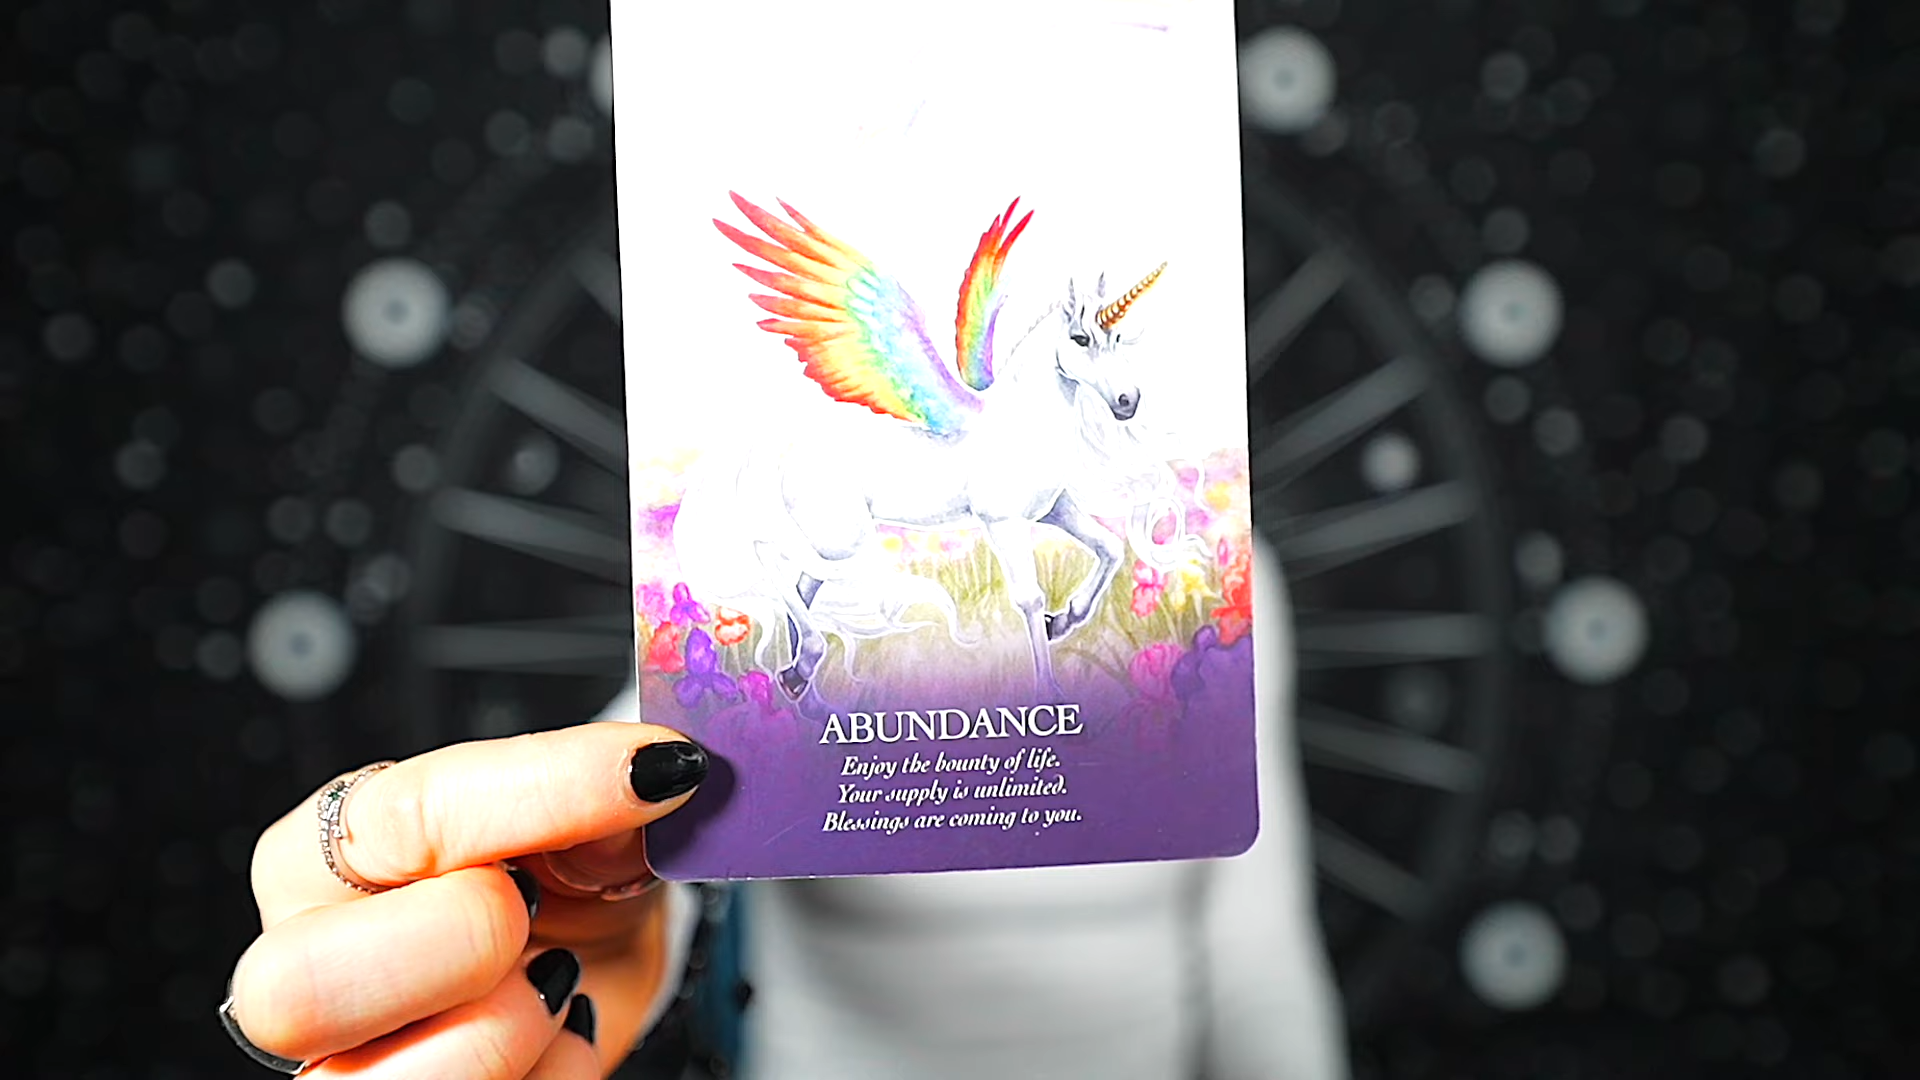 ABUNDANCE
Enjoy the bounty of life.
Your supply is unlimited.
Blessings are coming to you.